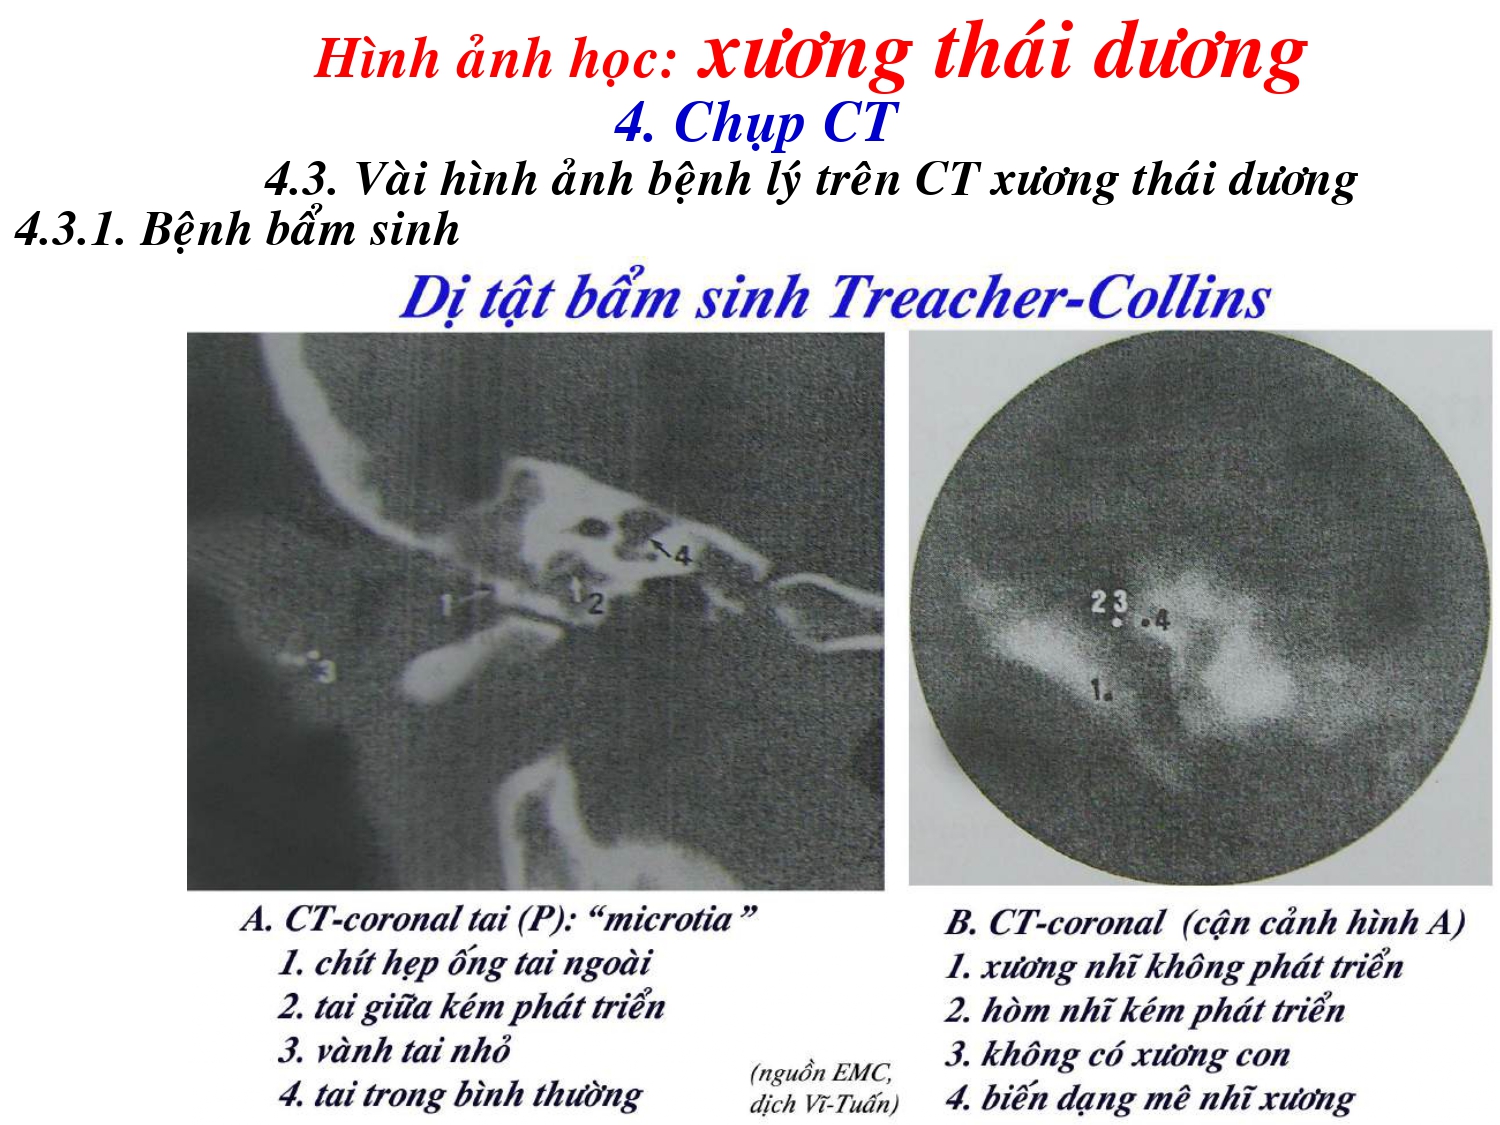 Hình ảnh học: xương thái dương
4. Chụp CT
4.3. Vài hình ảnh bệnh lý trên CT xương thái dương
4.3.1. Bệnh bẩm sinh
Dị tật bẩm sinh Treacher-Collins
1
4
1
2
3
2 3
4
1
A. CT-coronal tai (P): “microtia”
1. chít hẹp ống tai ngoài
2. tai giữa kém phát triển
3. vành tai nhỏ
4. tai trong bình thường
(nguồn EMC,
dịch Vĩ-Tuấn)
B. CT-coronal (cận cảnh hình A)
1. xương nhĩ không phát triển
2. hòm nhĩ kém phát triển
3. không có xương con
4. biến dạng mê nhĩ xương